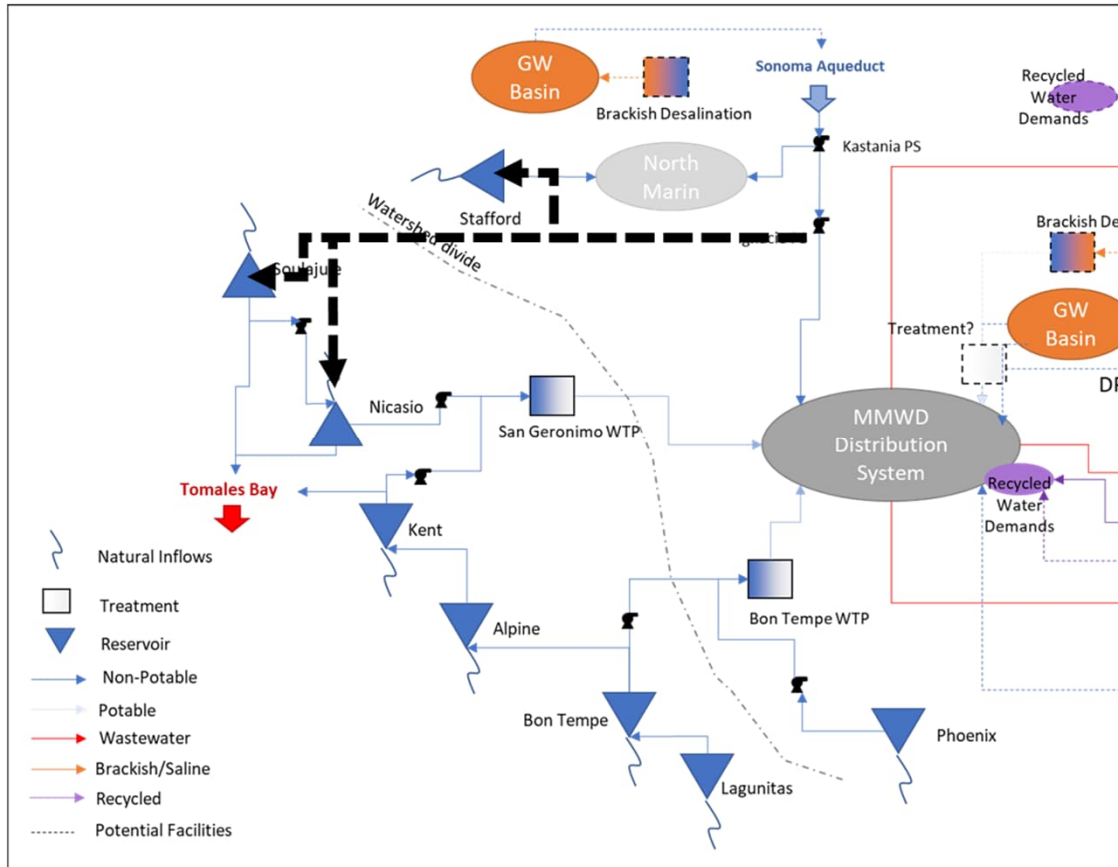 GW
Basin
Brackish Desalination
Sonoma Aqueduct
Recycled
Water
Demands
Kastania PS
North
Marin
Stafford
Watershed divide
Soulajule
Brackish De
GW
Basin
Treatment?
DP
Nicasio
San Geronimo WTP
MMWD
Distribution
System
Recycled
Water
Demands
Tomales Bay
Kent
Alpine
Bon Tempe WTP
Bon Tempe
Phoenix
Lagunitas
Natural Inflows
Treatment
Reservoir
Non-Potable
Potable
Wastewater
Brackish/Saline
Recycled
Potential Facilities